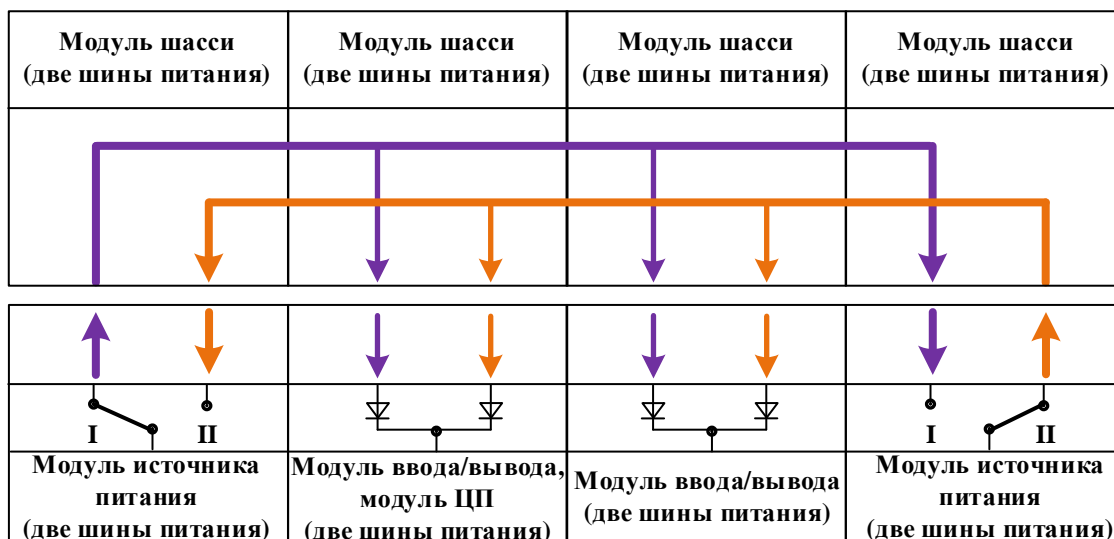 Модуль шасси
(две шины питания)
Модуль шасси
(две шины питания)
Модуль шасси
(две шины питания)
Модуль шасси
(две шины питания)
I
II
I
II
Модуль источника
питания
(две шины питания)
Модуль ввода/вывода,
модуль ЦП
(две шины питания)
Модуль ввода/вывода
(две шины питания)
Модуль источника
питания
(две шины питания)